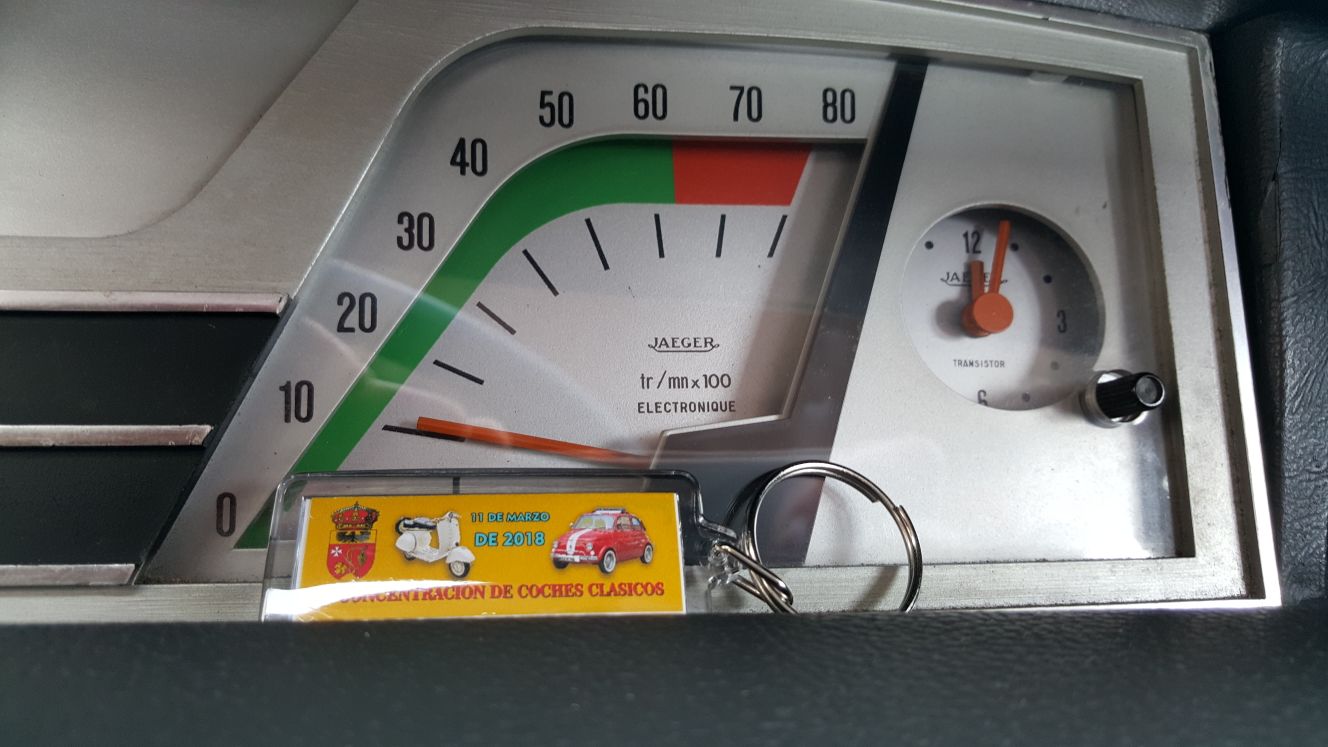 0
10
20
30
40
50
60
70
80
JAEGER
tr/mn x 100
ELECTRONIQUE
12
JAEGER
3
TRANSISTOR
6
11 DE MARZO
DE 2018
CONCENTRACION DE COCHES CLASICOS